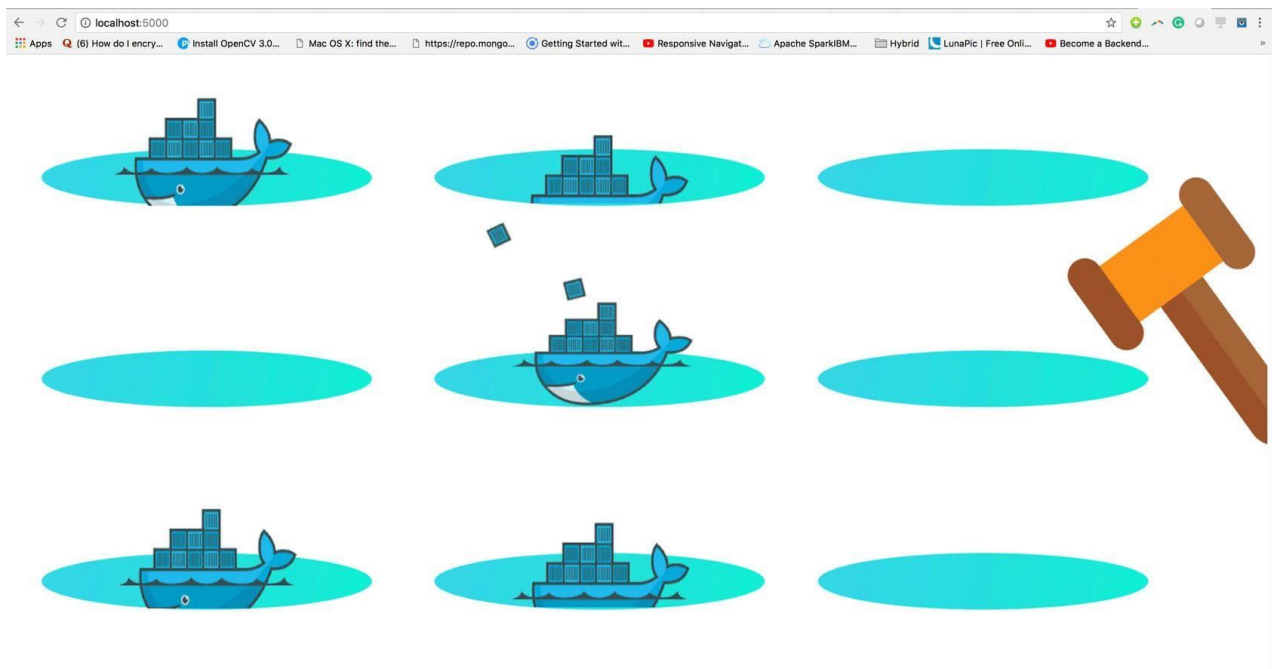 localhost:5000
Apps (6) How do I encry... Install OpenCV 3.0... Mac OS X: find the... https://repo.mongo... Getting Started wit... Responsive Navigat... Apache SparkIBM... Hybrid LunaPic | Free Onli... Become a Backend... »